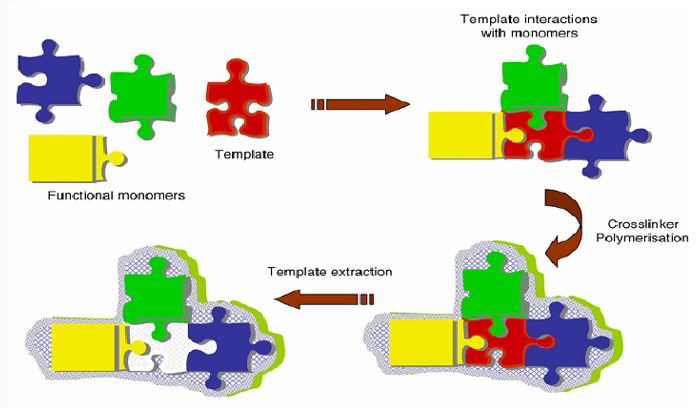 Template interactions
with monomers
Template
Functional monomers
Crosslinker
Polymerisation
Template extraction